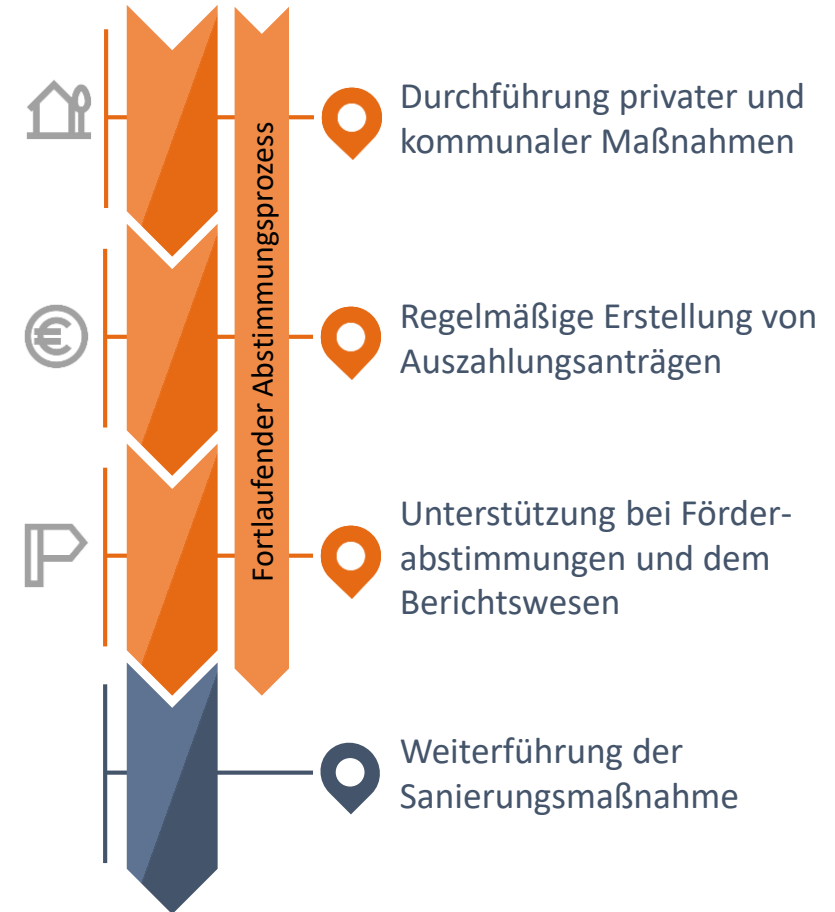 Durchführung privater und
kommunaler Maßnahmen
Fortlaufender Abstimmungsprozess
Regelmäßige Erstellung von
Auszahlungsanträgen
Unterstützung bei Förder-
abstimmungen und dem
Berichtswesen
Weiterführung der
Sanierungsmaßnahme